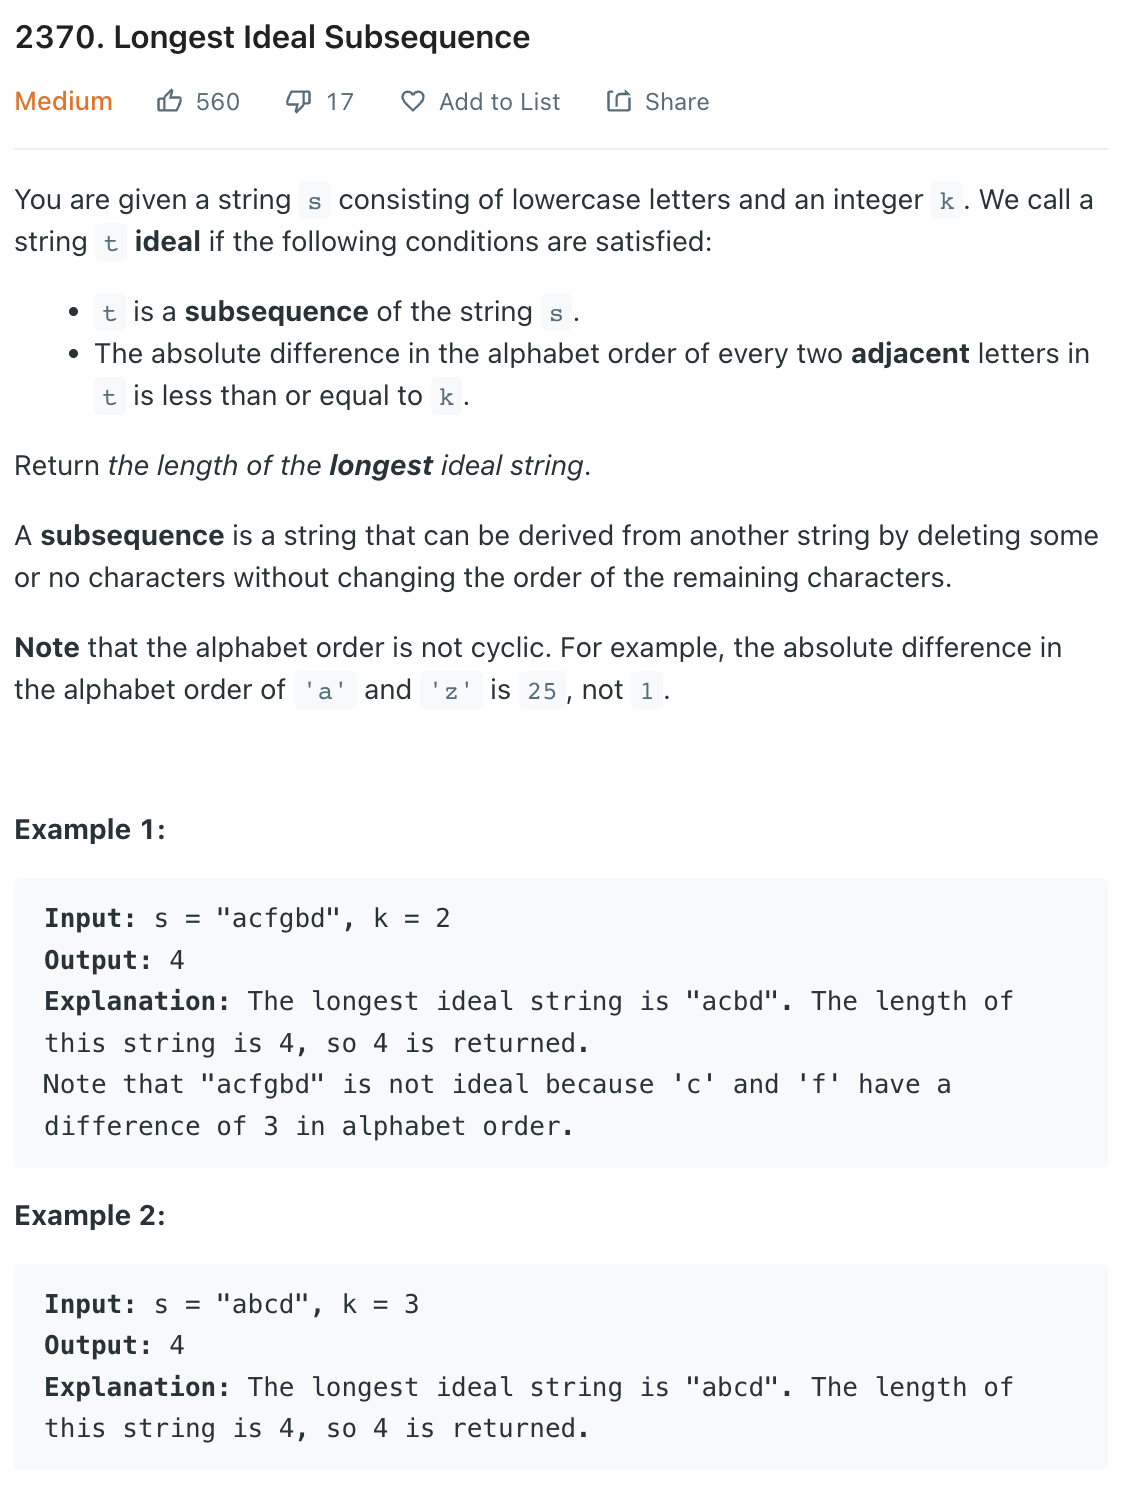 2370. Longest Ideal Subsequence
Medium 560 17 Add to List Share
You are given a string s consisting of lowercase letters and an integer k. We call a
string t ideal if the following conditions are satisfied:
• t is a subsequence of the string s.
• The absolute difference in the alphabet order of every two adjacent letters in
t is less than or equal to k.
Return the length of the longest ideal string.
A subsequence is a string that can be derived from another string by deleting some
or no characters without changing the order of the remaining characters.
Note that the alphabet order is not cyclic. For example, the absolute difference in
the alphabet order of 'a' and 'z' is 25, not 1.
Example 1:
Input: s = "acfgbd", k = 2
Output: 4
Explanation: The longest ideal string is "acbd". The length of
this string is 4, so 4 is returned.
Note that "acfgbd" is not ideal because 'c' and 'f' have a
difference of 3 in alphabet order.
Example 2:
Input: s = "abcd", k = 3
Output: 4
Explanation: The longest ideal string is "abcd". The length of
this string is 4, so 4 is returned.